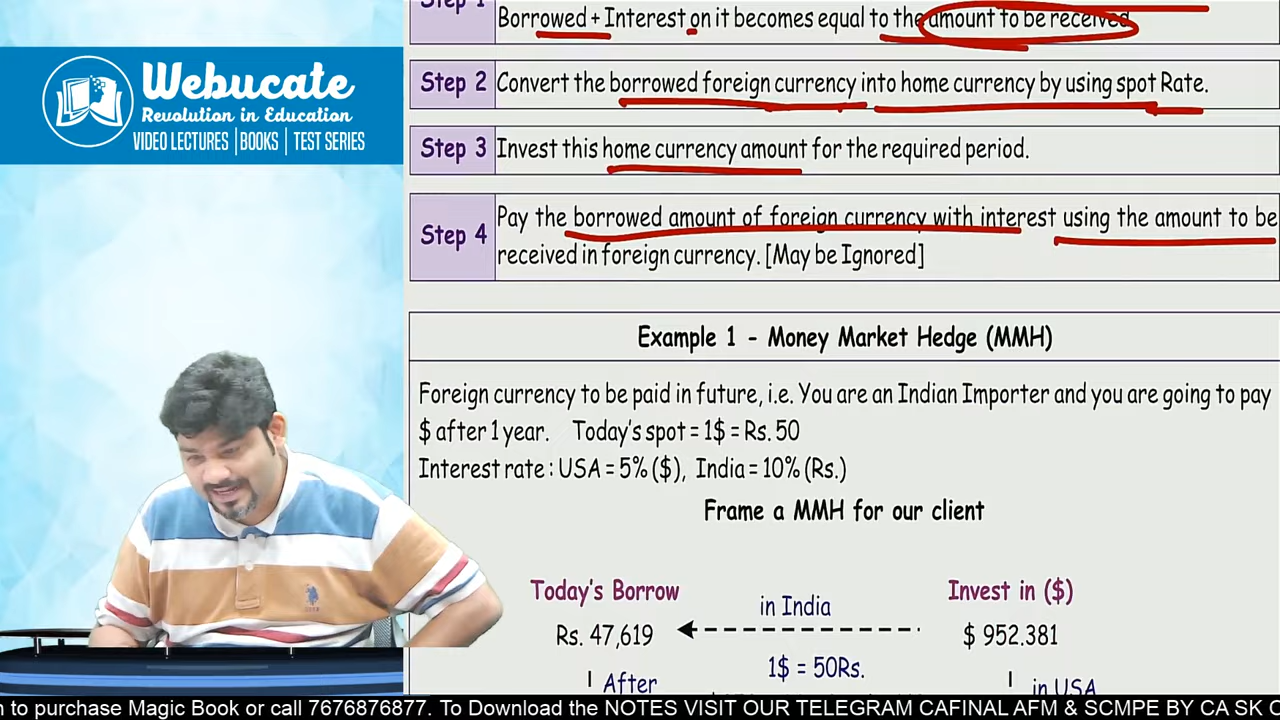 Step 1
Borrowed + Interest on it becomes equal to the amount to be received
Step 2
Convert the borrowed foreign currency into home currency by using spot Rate.
Step 3
Invest this home currency amount for the required period.
Step 4
Pay the borrowed amount of foreign currency with interest using the amount to be
received in foreign currency. [May be Ignored]
Webucate
Revolution in Education
VIDEO LECTURES | BOOKS | TEST SERIES
Example 1 - Money Market Hedge (MMH)
Foreign currency to be paid in future, i.e. You are an Indian Importer and you are going to pay
$ after 1 year. Today's spot = 1$ = Rs. 50
Interest rate : USA = 5% ($), India = 10% (Rs.)
Frame a MMH for our client
Today's Borrow
in India
Invest in ($)
Rs. 47,619
$ 952.381
1$ = 50Rs.
After
in USA
to purchase Magic Book or call 7676876877. To Download the NOTES VISIT OUR TELEGRAM CAFINAL AFM & SCMPE BY CA SK